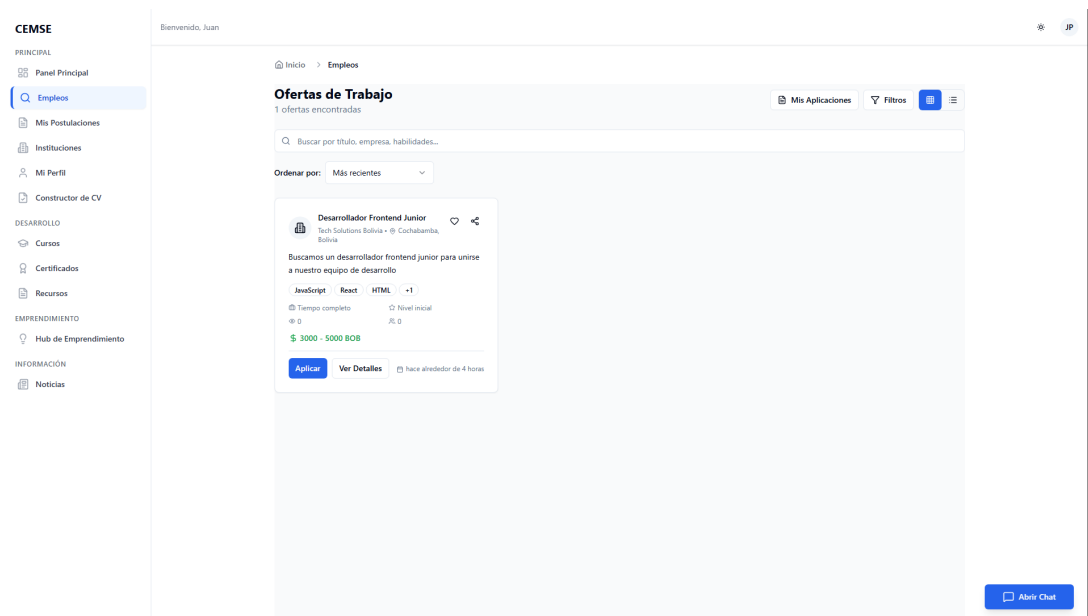 CEMSE
PRINCIPAL
Panel Principal
Empleos
Mis Postulaciones
Instituciones
Mi Perfil
Constructor de CV
DESARROLLO
Cursos
Certificados
Recursos
EMPRENDIMIENTO
Hub de Emprendimiento
INFORMACIÓN
Noticias
Bienvenido, Juan
JP
Inicio > Empleos
Ofertas de Trabajo
1 ofertas encontradas
Mis Aplicaciones
Filtros
Buscar por título, empresa, habilidades...
Ordenar por: Más recientes
Desarrollador Frontend Junior
Tech Solutions Bolivia • Cochabamba,
Bolivia
Buscamos un desarrollador frontend junior para unirse
a nuestro equipo de desarrollo
JavaScript React HTML +1
Tiempo completo Nivel inicial
0 0
$ 3000 - 5000 BOB
Aplicar Ver Detalles hace alrededor de 4 horas
Abrir Chat